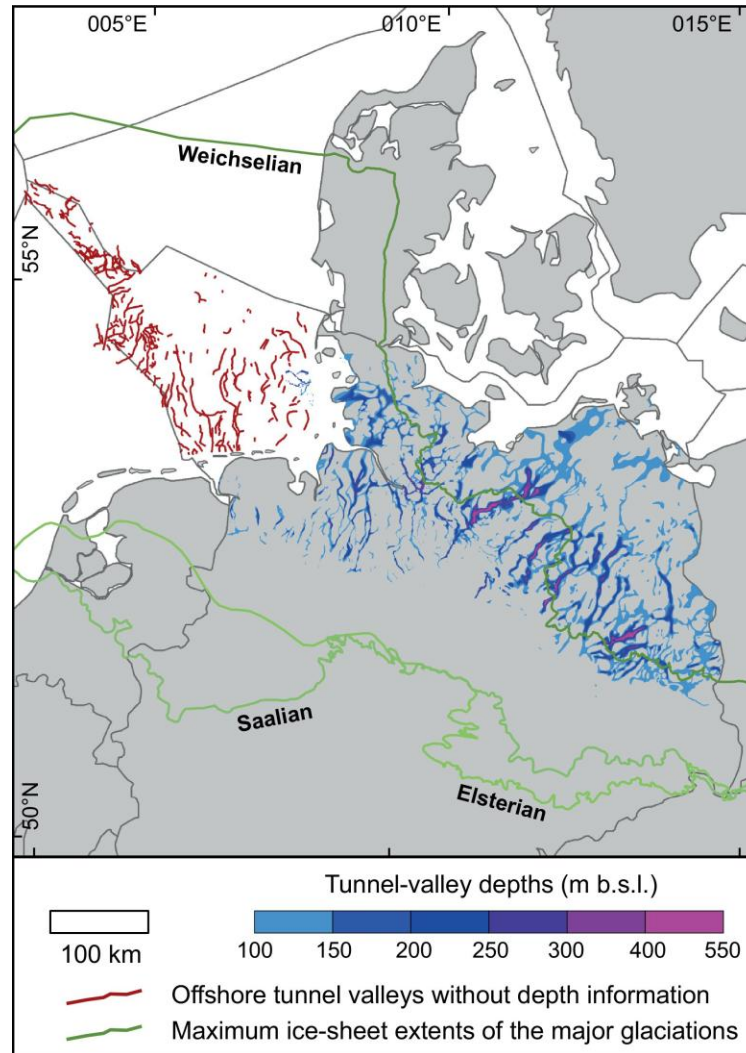 005°E 010°E 015°E
Weichselian
55°N
Saalian
Elsterian
50°N
Tunnel-valley depths (m b.s.l.)
100 km
100 150 200 250 300 400 550
Offshore tunnel valleys without depth information
Maximum ice-sheet extents of the major glaciations